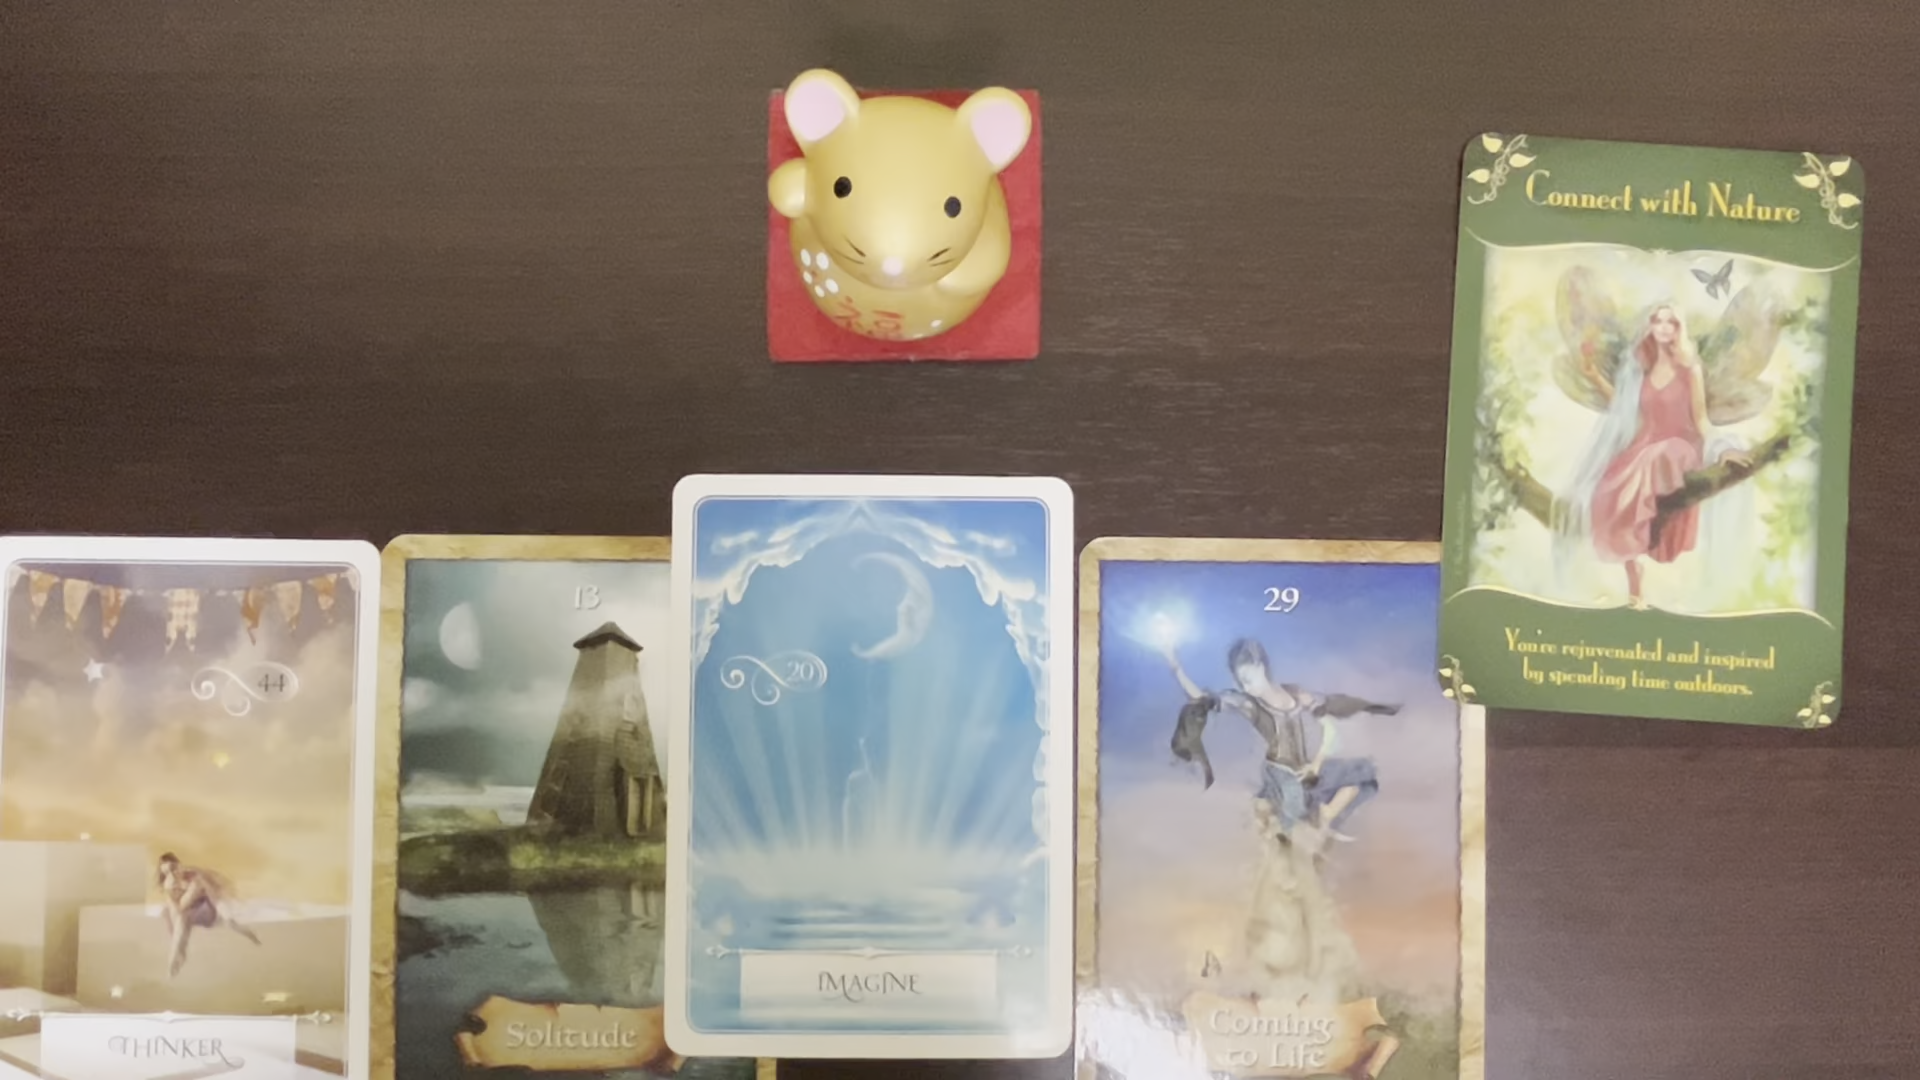 Connect with Nature
You're rejuvenated and inspired
by spending time outdoors.
44
THINKER
13
Solitude
20
IMAGINE
29
Coming
to Life